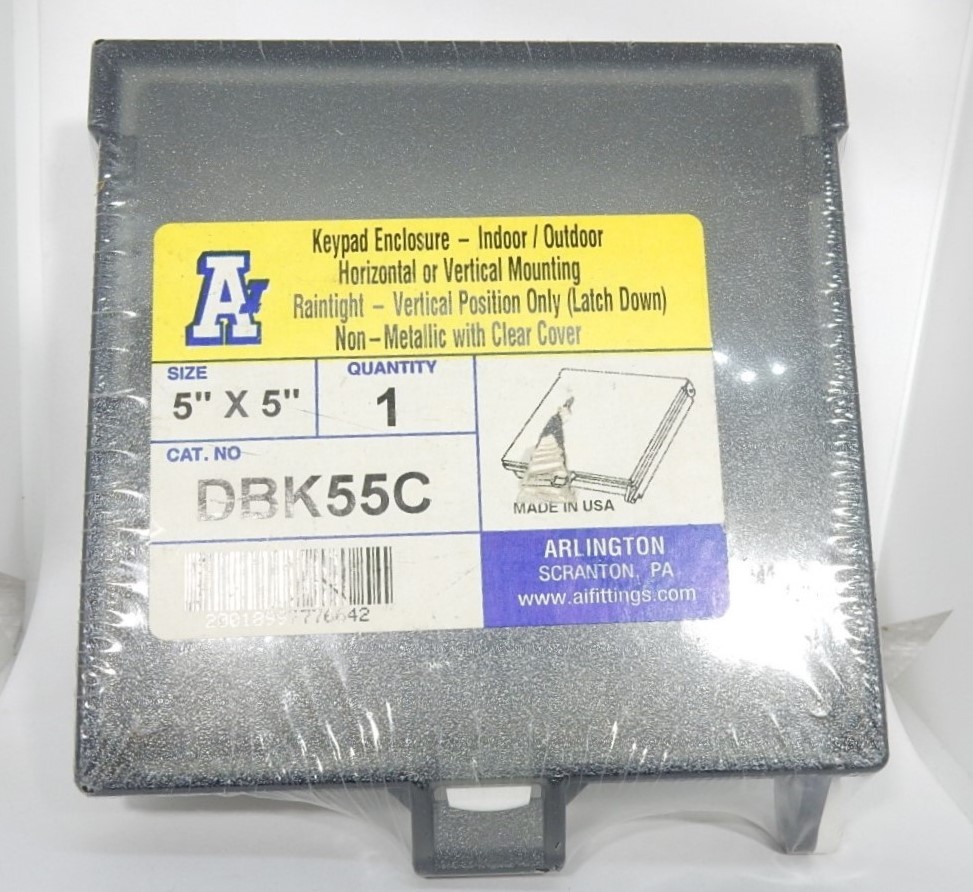 Keypad Enclosure – Indoor / Outdoor
Horizontal or Vertical Mounting
Raintight – Vertical Position Only (Latch Down)
Non–Metallic with Clear Cover
A
SIZE
5" X 5"
QUANTITY
1
CAT. NO
DBK55C
MADE IN USA
ARLINGTON
SCRANTON, PA
www.aifittings.com